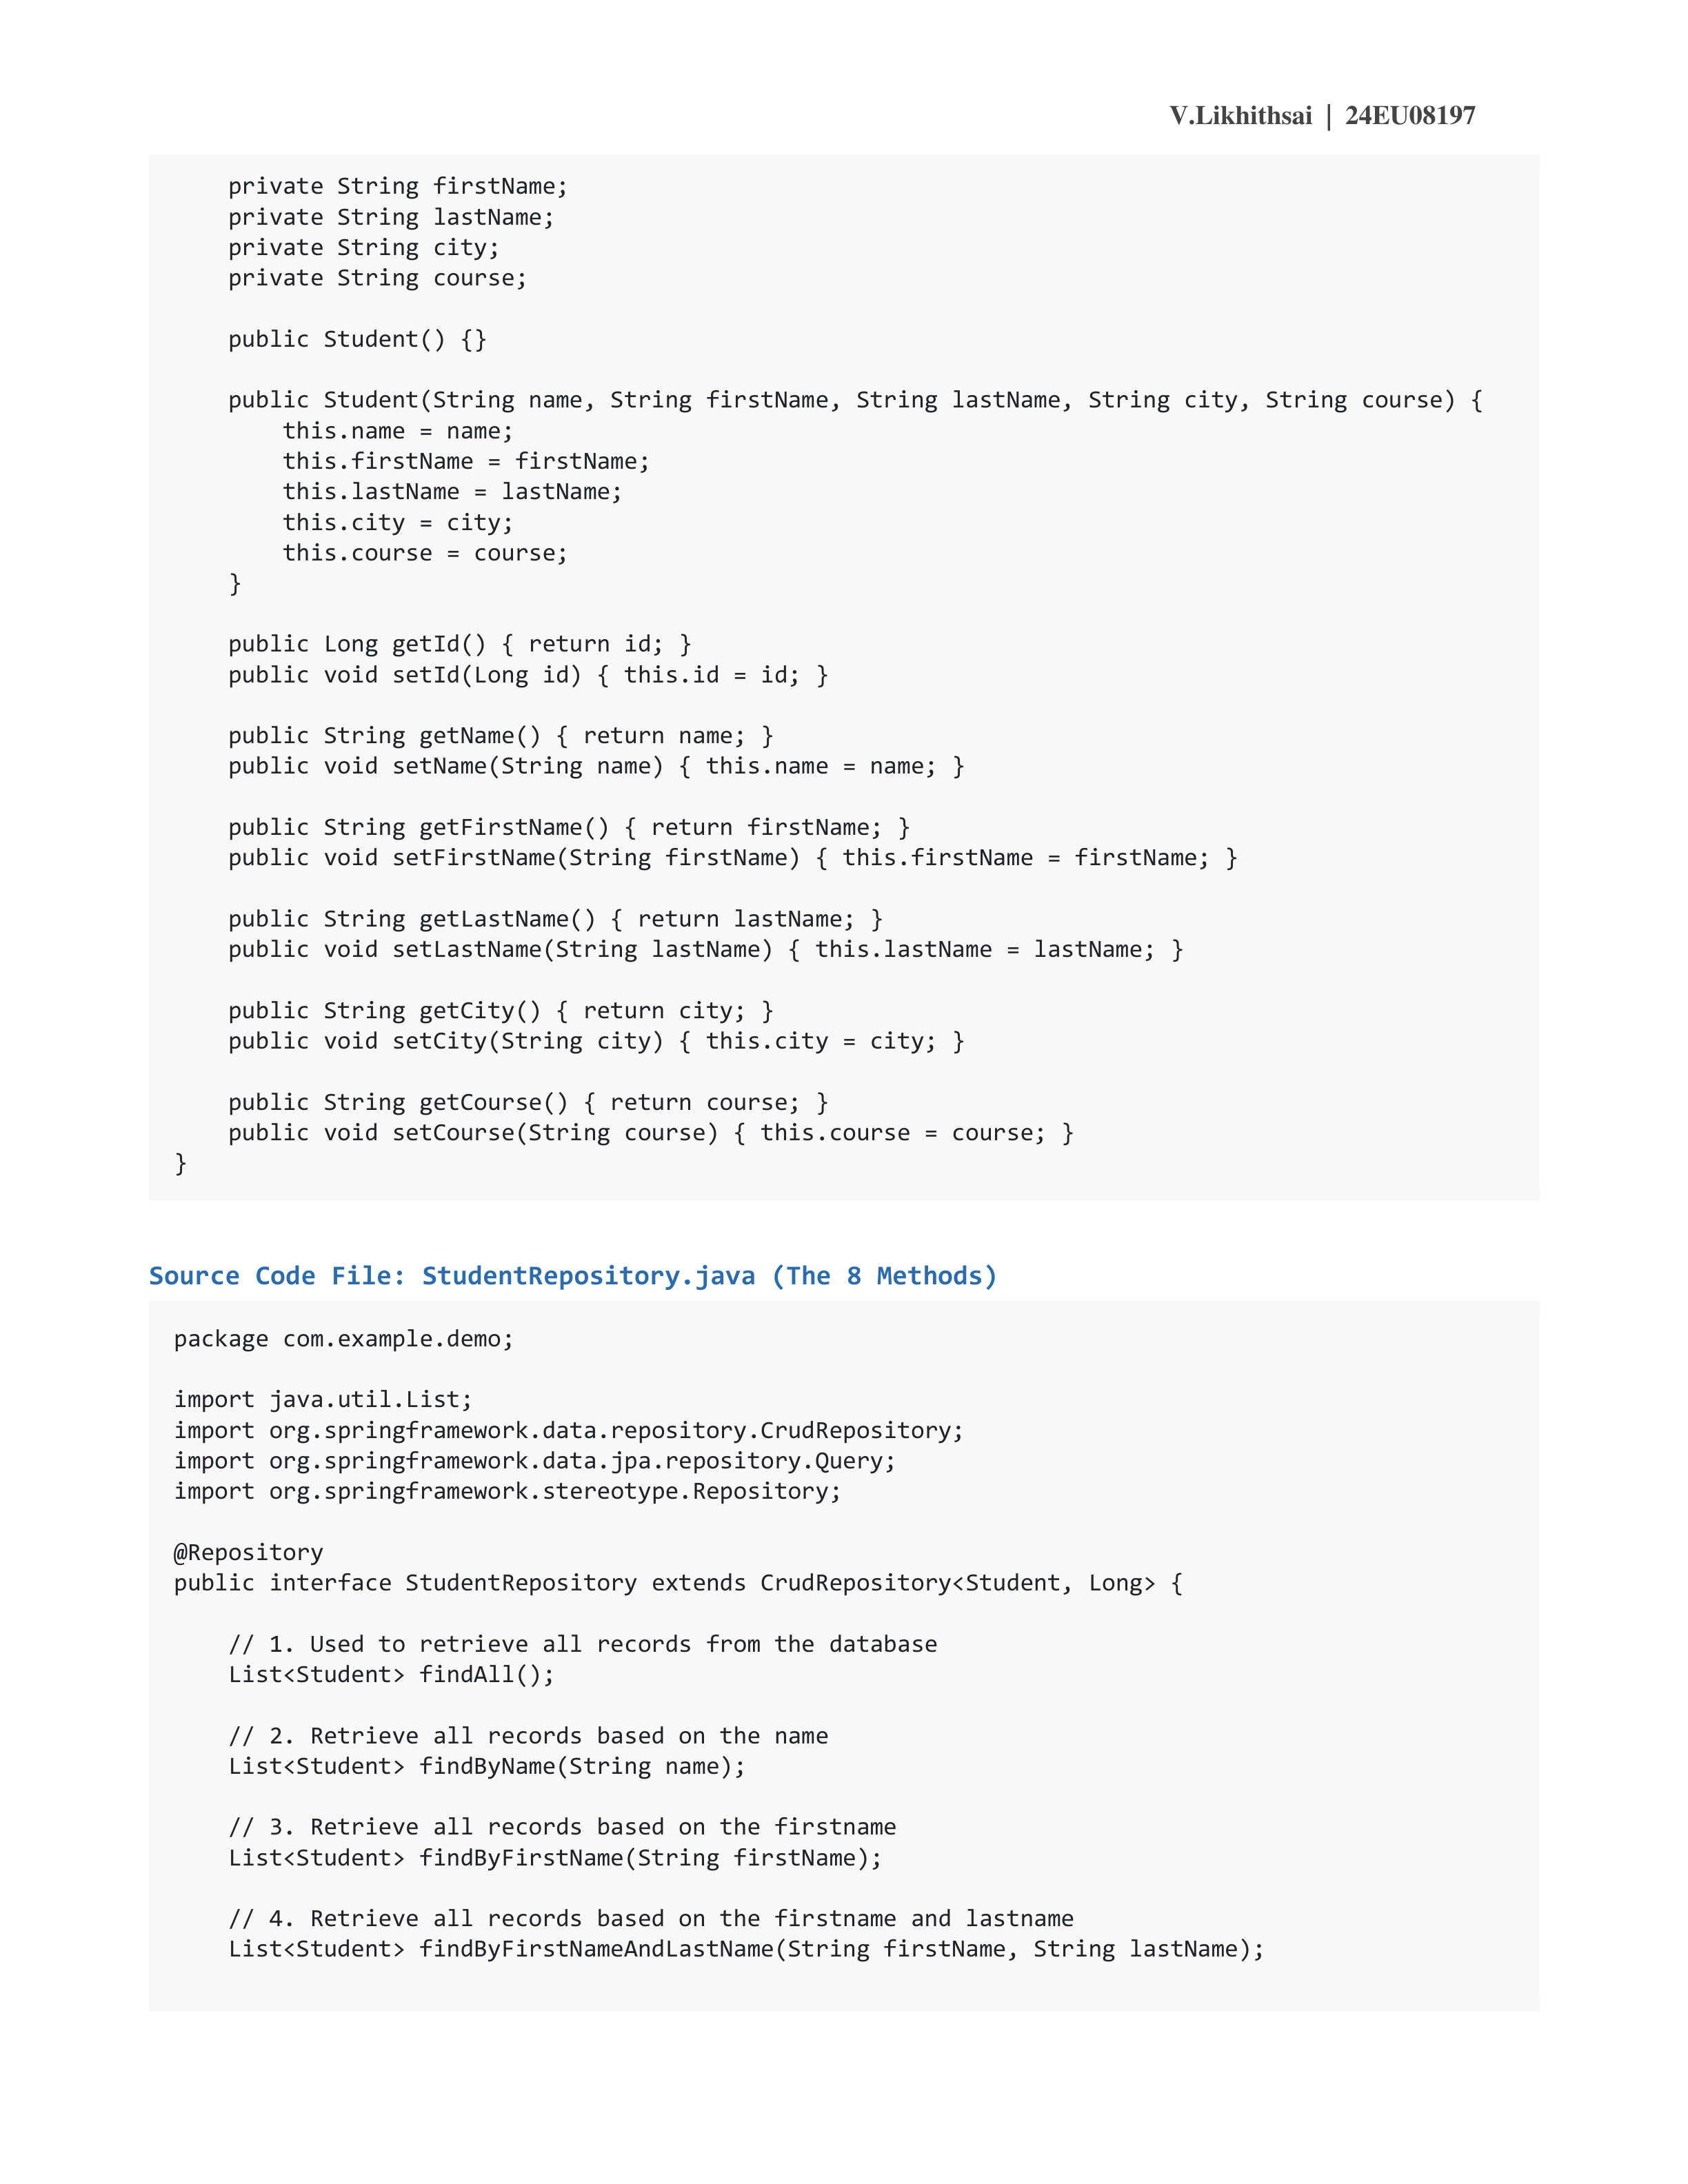 V.Likhithsai | 24EU08197
    private String firstName;
    private String lastName;
    private String city;
    private String course;

    public Student() {}

    public Student(String name, String firstName, String lastName, String city, String course) {
        this.name = name;
        this.firstName = firstName;
        this.lastName = lastName;
        this.city = city;
        this.course = course;
    }

    public Long getId() { return id; }
    public void setId(Long id) { this.id = id; }

    public String getName() { return name; }
    public void setName(String name) { this.name = name; }

    public String getFirstName() { return firstName; }
    public void setFirstName(String firstName) { this.firstName = firstName; }

    public String getLastName() { return lastName; }
    public void setLastName(String lastName) { this.lastName = lastName; }

    public String getCity() { return city; }
    public void setCity(String city) { this.city = city; }

    public String getCourse() { return course; }
    public void setCourse(String course) { this.course = course; }
}

Source Code File: StudentRepository.java (The 8 Methods)
package com.example.demo;

import java.util.List;
import org.springframework.data.repository.CrudRepository;
import org.springframework.data.jpa.repository.Query;
import org.springframework.stereotype.Repository;

@Repository
public interface StudentRepository extends CrudRepository<Student, Long> {

    // 1. Used to retrieve all records from the database
    List<Student> findAll();

    // 2. Retrieve all records based on the name
    List<Student> findByName(String name);

    // 3. Retrieve all records based on the firstname
    List<Student> findByFirstName(String firstName);

    // 4. Retrieve all records based on the firstname and lastname
    List<Student> findByFirstNameAndLastName(String firstName, String lastName);